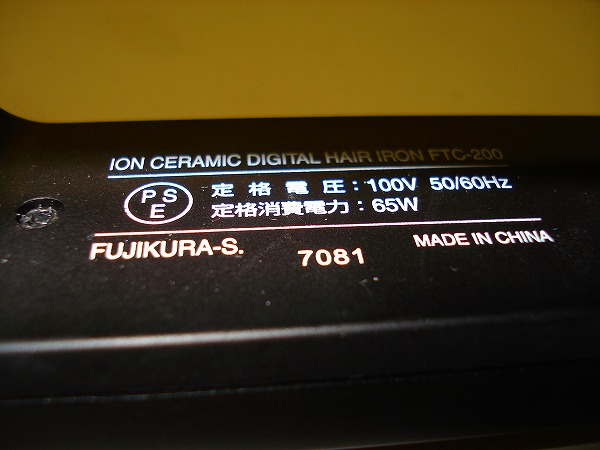 ION CERAMIC DIGITAL HAIR IRON FTC-200
PSE 定格電圧:100V 50/60Hz
定格消費電力:65W
FUJIKURA-S. 7081 MADE IN CHINA